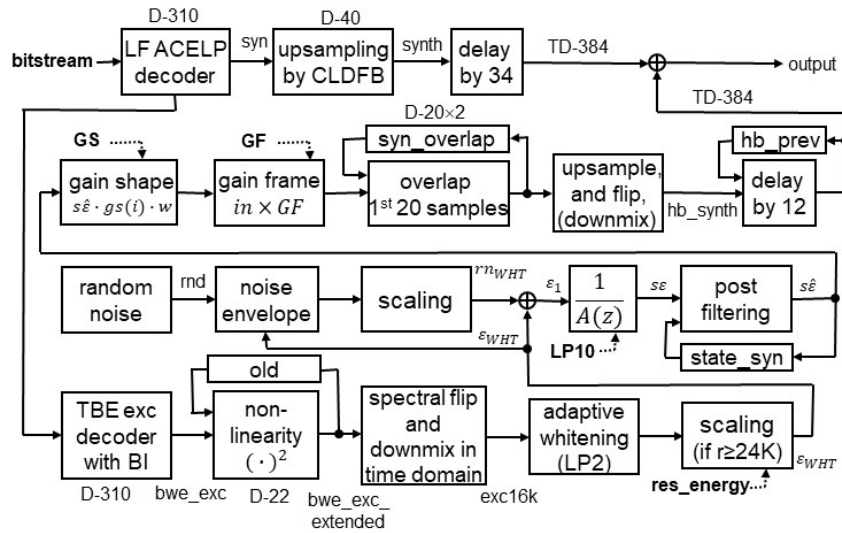 D-310
D-40
bitstream
LF ACELP
decoder
syn
upsampling
by CLDFB
synth
delay
by 34
TD-384
output
TD-384
D-20×2
GS
GF
syn_overlap
hb_prev
gain shape
sε̂ · gs(i) · w
gain frame
in × GF
overlap
1st 20 samples
upsample,
and flip,
(downmix)
hb_synth
delay
by 12
random
noise
rnd
noise
envelope
scaling
rn_WHT
ε_WHT
ε₁
1
A(z)
LP10
sε
post
filtering
sε̂
state_syn
old
TBE exc
decoder
with BI
non-
linearity
(·)²
spectral flip
and
downmix in
time domain
adaptive
whitening
(LP2)
scaling
(if r≥24K)
ε_WHT
res_energy
D-310
bwe_exc
D-22
bwe_exc_
extended
exc16k